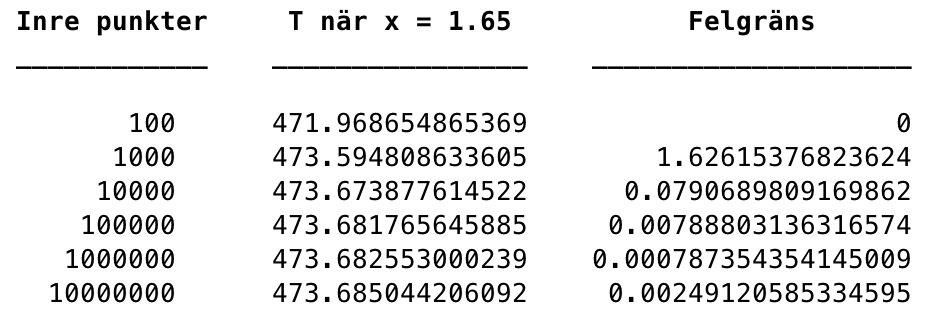 Inre punkter T när x = 1.65 Felgräns
100 471.968654865369 0
1000 473.594808633605 1.62615376823624
10000 473.673877614522 0.0790689809169862
100000 473.681765645885 0.00788803136316574
1000000 473.682553000239 0.000787354354145009
10000000 473.685044206092 0.00249120585334595